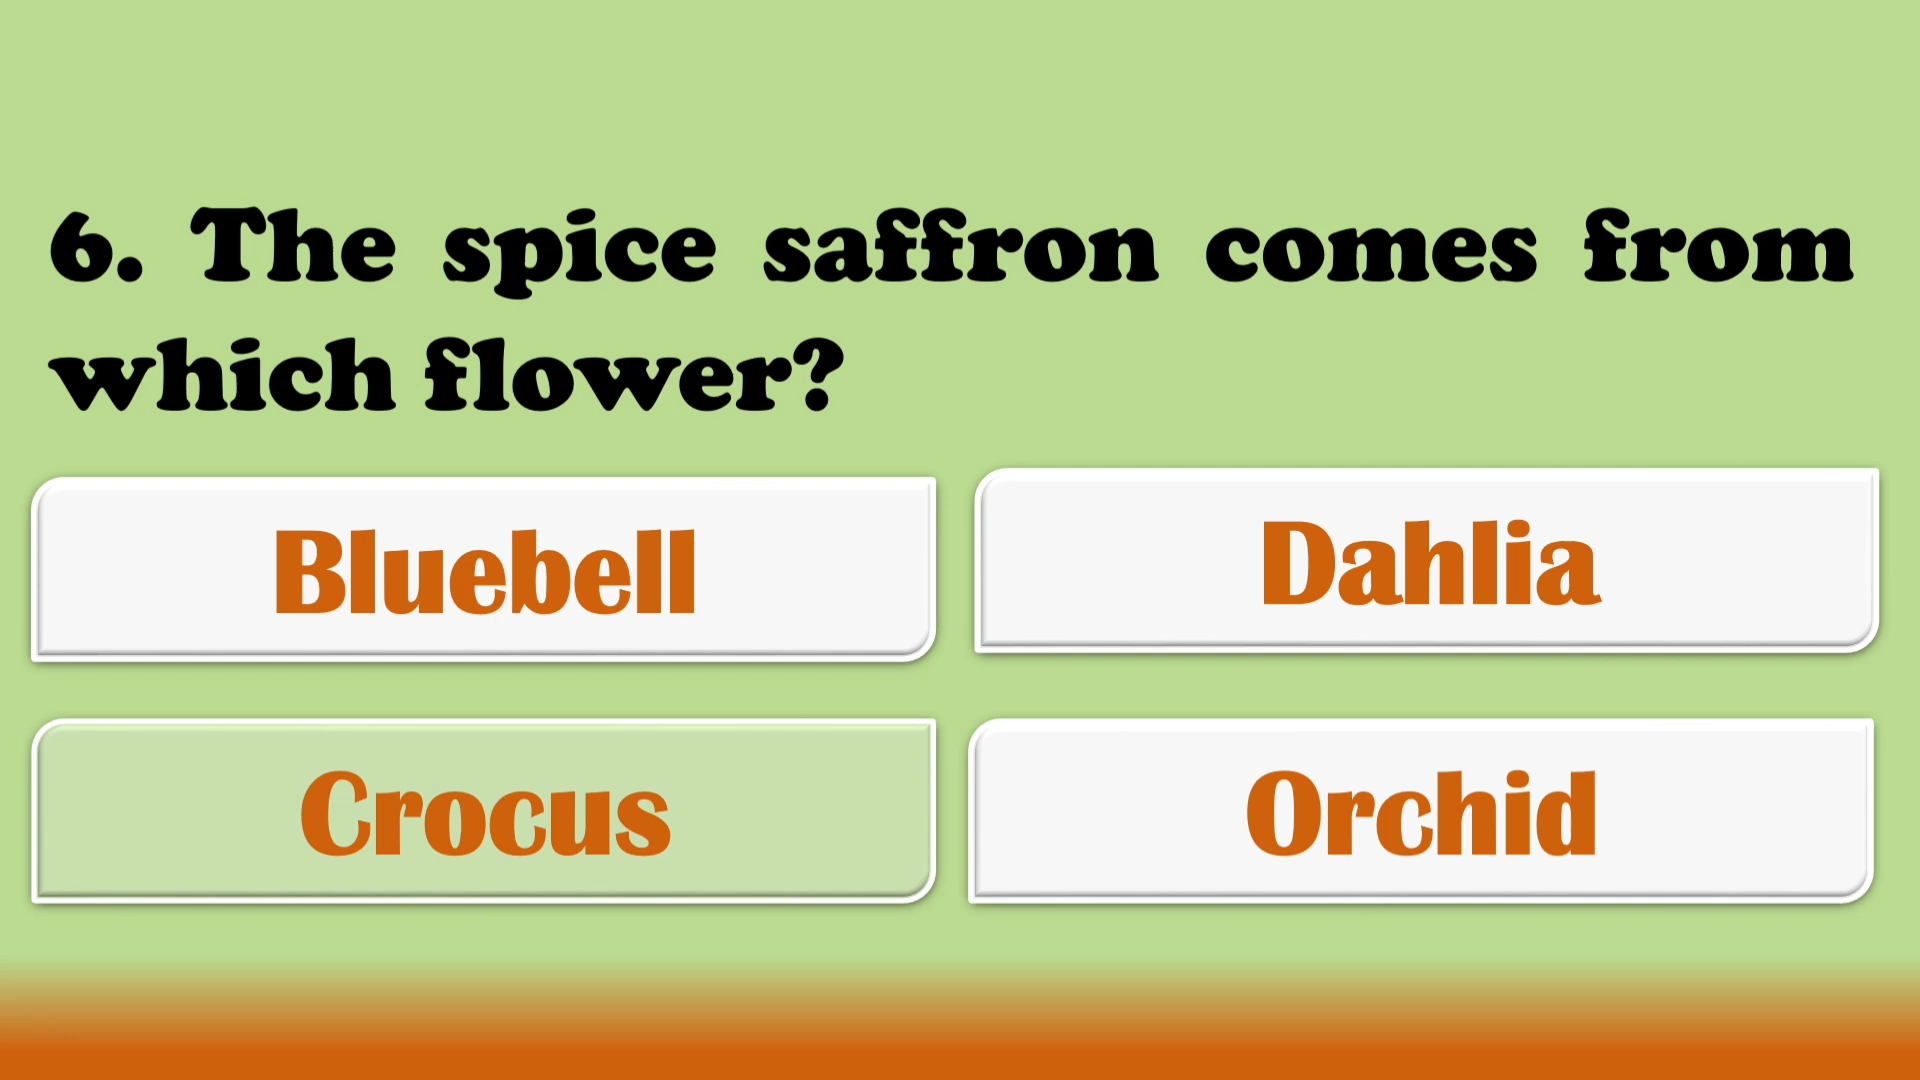 6. The spice saffron comes from
which flower?
Bluebell
Dahlia
Crocus
Orchid